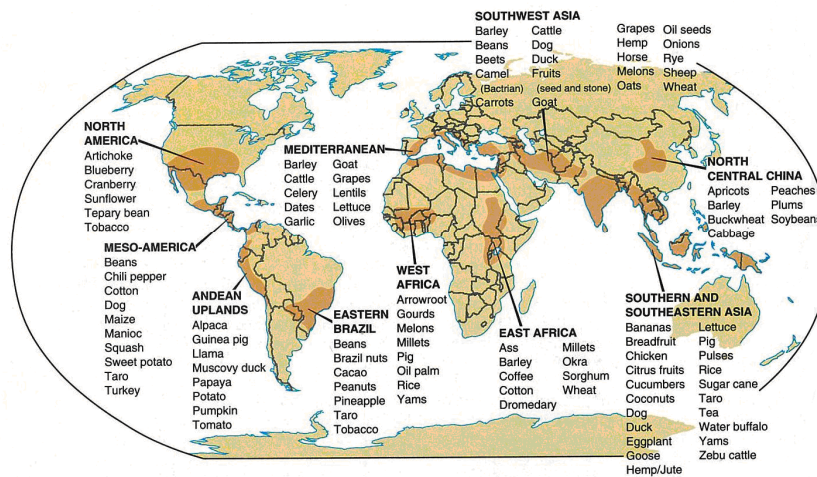 SOUTHWEST ASIA
Barley
Beans
Beets
Camel
(Bactrian)
Carrots
Cattle
Dog
Duck
Fruits
(seed and stone)
Goat
Grapes
Hemp
Horse
Melons
Oats
Oil seeds
Onions
Rye
Sheep
Wheat
NORTH
AMERICA
Artichoke
Blueberry
Cranberry
Sunflower
Tepary bean
Tobacco
MEDITERRANEAN
Barley
Cattle
Celery
Dates
Garlic
Goat
Grapes
Lentils
Lettuce
Olives
NORTH
CENTRAL CHINA
Apricots
Barley
Buckwheat
Cabbage
Peaches
Plums
Soybeans
MESO-AMERICA
Beans
Chili pepper
Cotton
Dog
Maize
Manioc
Squash
Sweet potato
Taro
Turkey
ANDEAN
UPLANDS
Alpaca
Guinea pig
Llama
Muscovy duck
Papaya
Potato
Pumpkin
Tomato
EASTERN
BRAZIL
Beans
Brazil nuts
Cacao
Peanuts
Pineapple
Taro
Tobacco
WEST
AFRICA
Arrowroot
Gourds
Melons
Millets
Pig
Oil palm
Rice
Yams
EAST AFRICA
Ass
Barley
Coffee
Cotton
Dromedary
Millets
Okra
Sorghum
Wheat
SOUTHERN AND
SOUTHEASTERN ASIA
Bananas
Breadfruit
Chicken
Citrus fruits
Cucumbers
Coconuts
Dog
Duck
Eggplant
Goose
Hemp/Jute
Lettuce
Pig
Pulses
Rice
Sugar cane
Taro
Tea
Water buffalo
Yams
Zebu cattle